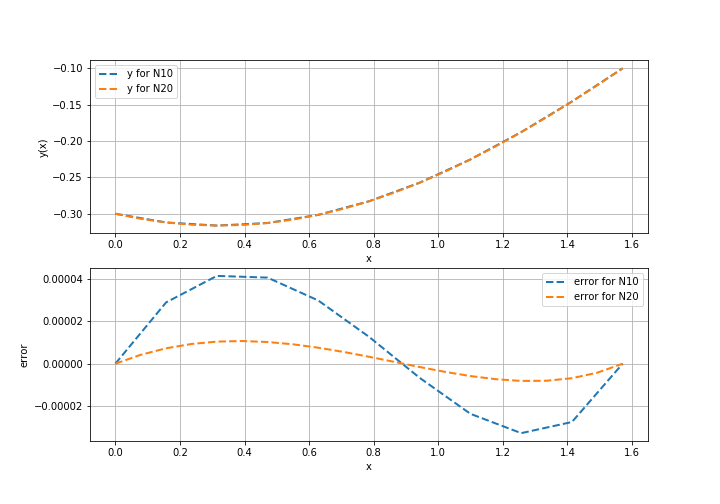 y(x)
−0.10
−0.15
−0.20
−0.25
−0.30
y for N10
y for N20
0.0 0.2 0.4 0.6 0.8 1.0 1.2 1.4 1.6
x
error
0.00004
0.00002
0.00000
−0.00002
error for N10
error for N20
0.0 0.2 0.4 0.6 0.8 1.0 1.2 1.4 1.6
x